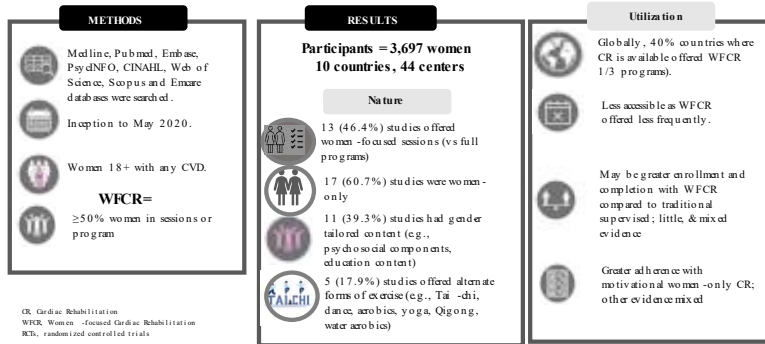 METHODS
Medline, Pubmed, Embase,
PsycINFO, CINAHL, Web of
Science, Scopus and Emcare
databases were searched.
Inception to May 2020.
Women 18+ with any CVD.
WFCR=
≥50% women in sessions or
program
CR, Cardiac Rehabilitation
WFCR, Women -focused Cardiac Rehabilitation
RCTs, randomized controlled trials
RESULTS
Participants = 3,697 women
10 countries, 44 centers
Nature
13 (46.4%) studies offered
women -focused sessions (vs full
programs)
17 (60.7%) studies were women-
only
11 (39.3%) studies had gender
tailored content (e.g.,
psychosocial components,
education content)
5 (17.9%) studies offered alternate
forms of exercise (e.g., Tai -chi,
dance, aerobics, yoga, Qigong,
water aerobics)
TAI CHI
Utilization
Globally, 40% countries where
CR is available offered WFCR
1/3 programs).
Less accessible as WFCR
offered less frequently.
May be greater enrollment and
completion with WFCR
compared to traditional
supervised; little, & mixed
evidence
Greater adherence with
motivational women -only CR;
other evidence mixed